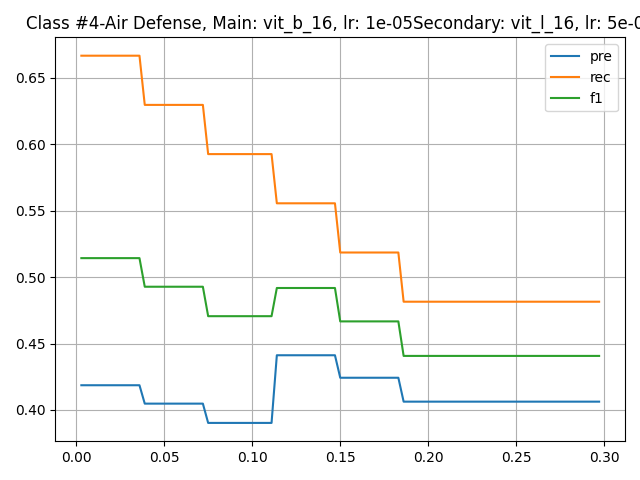 Class #4-Air Defense, Main: vit_b_16, lr: 1e-05Secondary: vit_l_16, lr: 5e-0
pre
rec
f1
0.65
0.60
0.55
0.50
0.45
0.40
0.00 0.05 0.10 0.15 0.20 0.25 0.30